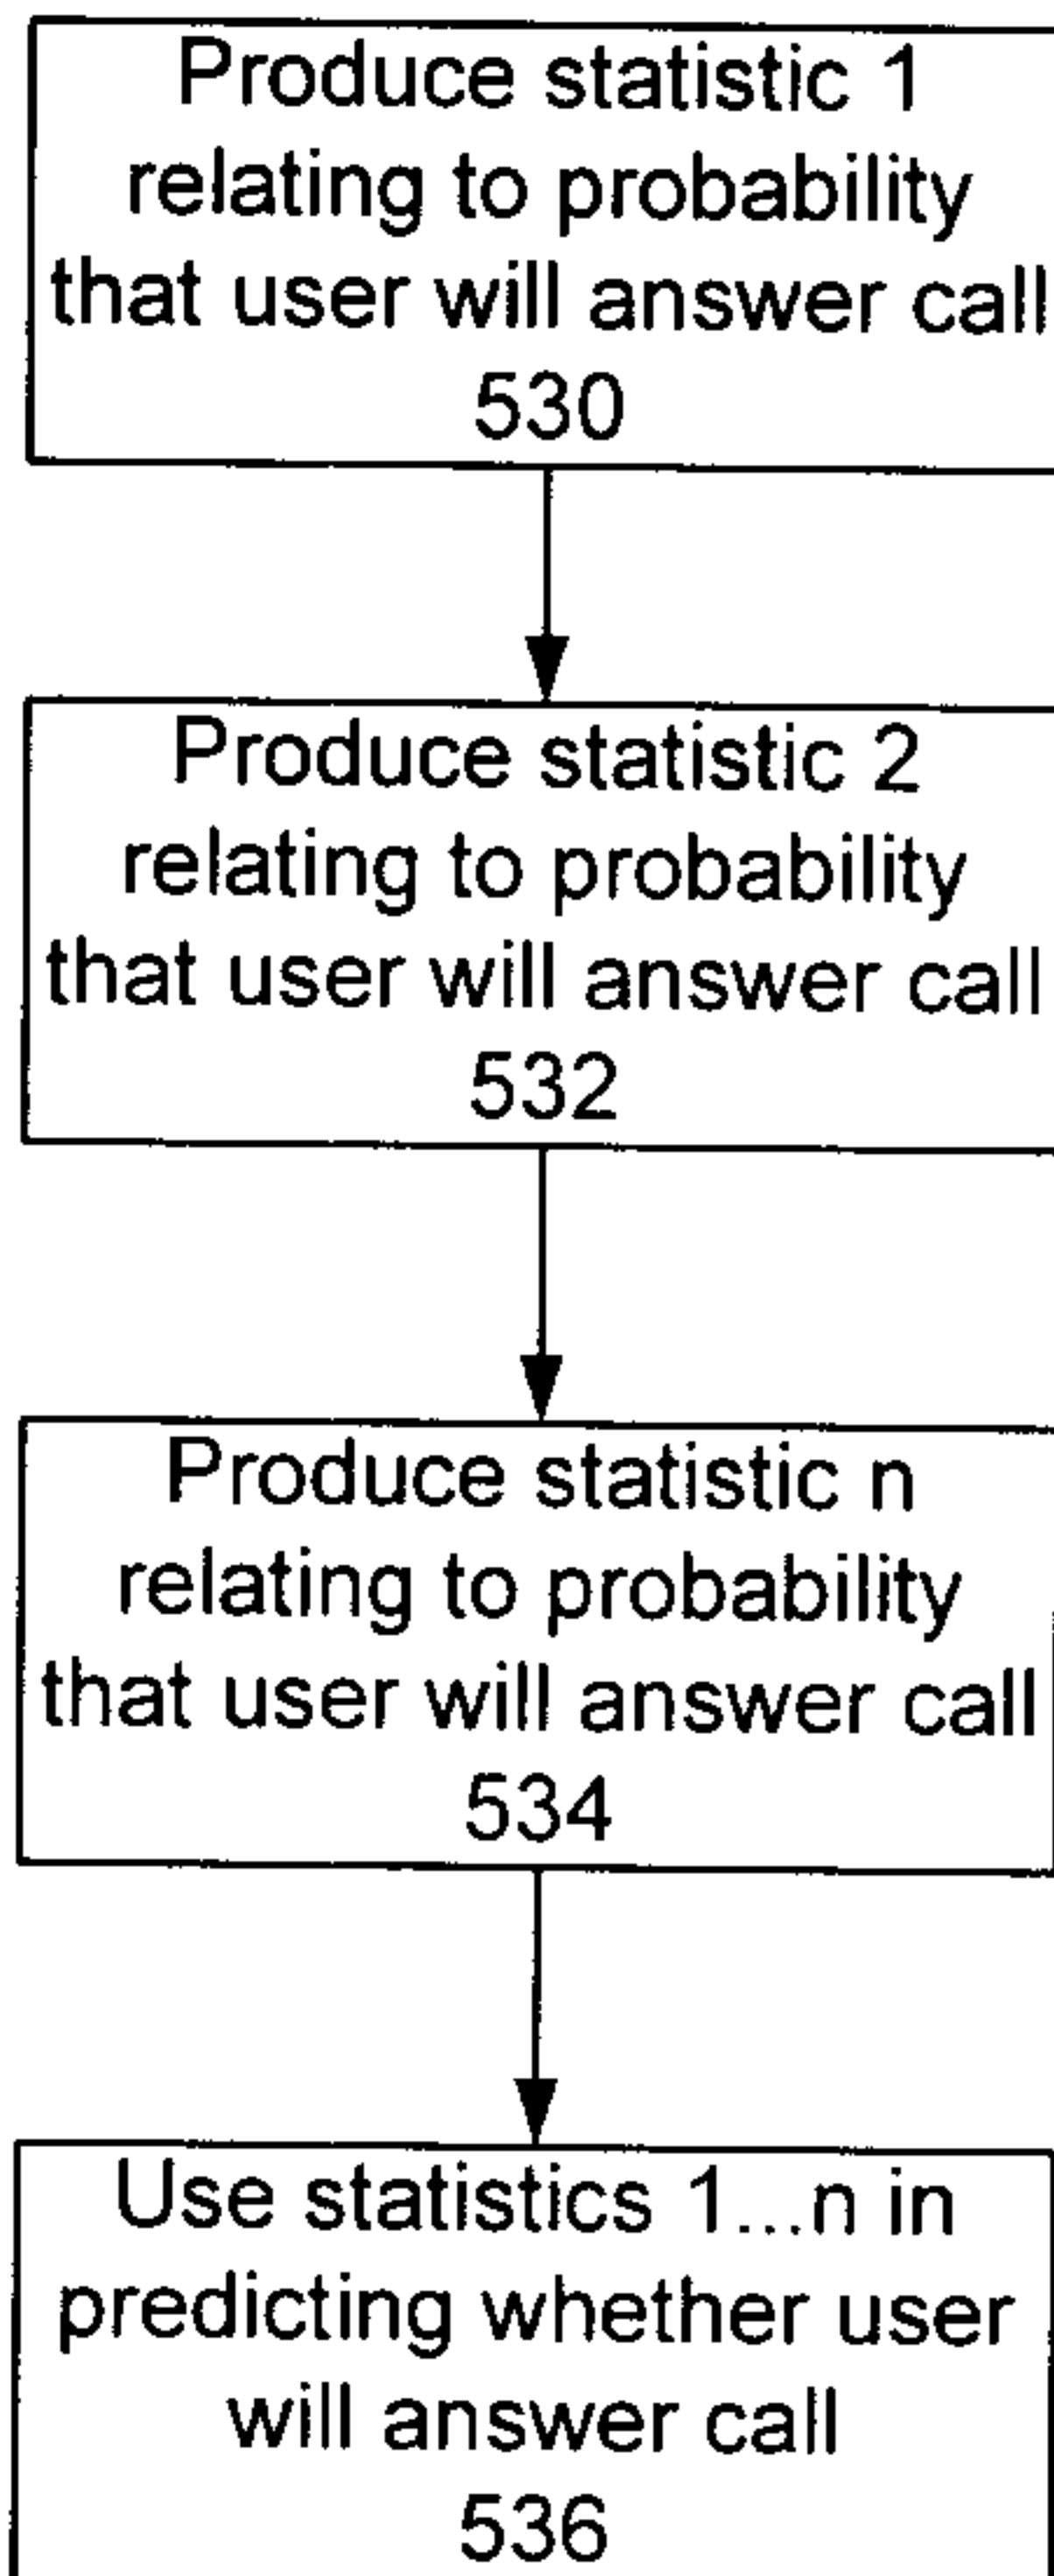 Produce statistic 1
relating to probability
that user will answer call
530
Produce statistic 2
relating to probability
that user will answer call
532
Produce statistic n
relating to probability
that user will answer call
534
Use statistics 1...n in
predicting whether user
will answer call
536